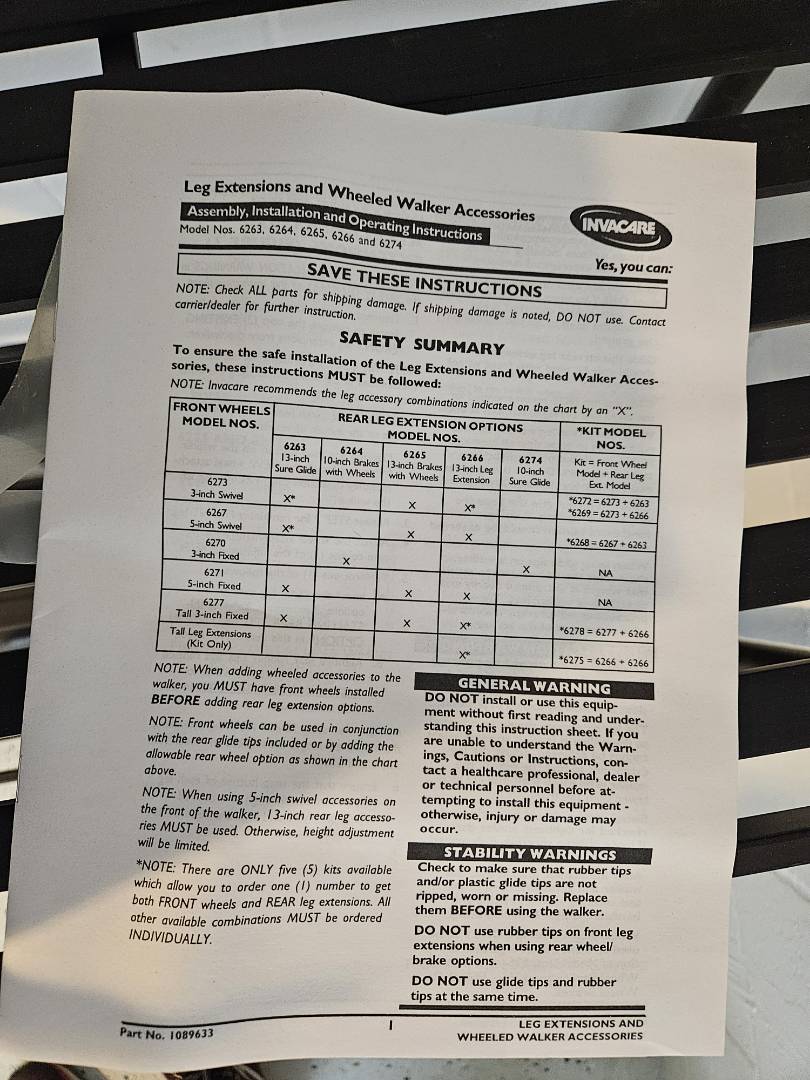 Leg Extensions and Wheeled Walker Accessories
Assembly, Installation and Operating Instructions
Model Nos. 6263, 6264, 6265, 6266 and 6274
INVACARE
Yes, you can:
SAVE THESE INSTRUCTIONS
NOTE: Check ALL parts for shipping damage. If shipping damage is noted, DO NOT use. Contact
carrier/dealer for further instruction.
SAFETY SUMMARY
To ensure the safe installation of the Leg Extensions and Wheeled Walker Acces-
sories, these instructions MUST be followed:
NOTE: Invacare recommends the leg accessory combinations indicated on the chart by an "X".
FRONT WHEELS
MODEL NOS.
REAR LEG EXTENSION OPTIONS
MODEL NOS.
*KIT MODEL
NOS.
6263
13-inch
Sure Glide
6264
10-inch Brakes
with Wheels
6265
13-inch Brakes
with Wheels
6266
13-inch Leg
Extension
6274
10-inch
Sure Glide
Kit = Front Wheel
Model + Rear Leg
Ext. Model
6273
3-inch Swivel
X*
X
X*
*6272 = 6273 + 6263
*6269 = 6273 + 6266
6267
5-inch Swivel
X*
X
X
*6268 = 6267 + 6263
6270
3-inch Fixed
X
X
NA
6271
5-inch Fixed
X
X
X
NA
6277
Tall 3-inch Fixed
X
X
X*
*6278 = 6277 + 6266
Tall Leg Extensions
(Kit Only)
X*
*6275 = 6266 + 6266
NOTE: When adding wheeled accessories to the
walker, you MUST have front wheels installed
BEFORE adding rear leg extension options.
NOTE: Front wheels can be used in conjunction
with the rear glide tips included or by adding the
allowable rear wheel option as shown in the chart
above.
NOTE: When using 5-inch swivel accessories on
the front of the walker, 13-inch rear leg accesso-
ries MUST be used. Otherwise, height adjustment
will be limited.
*NOTE: There are ONLY five (5) kits available
which allow you to order one (1) number to get
both FRONT wheels and REAR leg extensions. All
other available combinations MUST be ordered
INDIVIDUALLY.
GENERAL WARNING
DO NOT install or use this equip-
ment without first reading and under-
standing this instruction sheet. If you
are unable to understand the Warn-
ings, Cautions or Instructions, con-
tact a healthcare professional, dealer
or technical personnel before at-
tempting to install this equipment -
otherwise, injury or damage may
occur.
STABILITY WARNINGS
Check to make sure that rubber tips
and/or plastic glide tips are not
ripped, worn or missing. Replace
them BEFORE using the walker.
DO NOT use rubber tips on front leg
extensions when using rear wheel/
brake options.
DO NOT use glide tips and rubber
tips at the same time.
Part No. 1089633
1
LEG EXTENSIONS AND
WHEELED WALKER ACCESSORIES